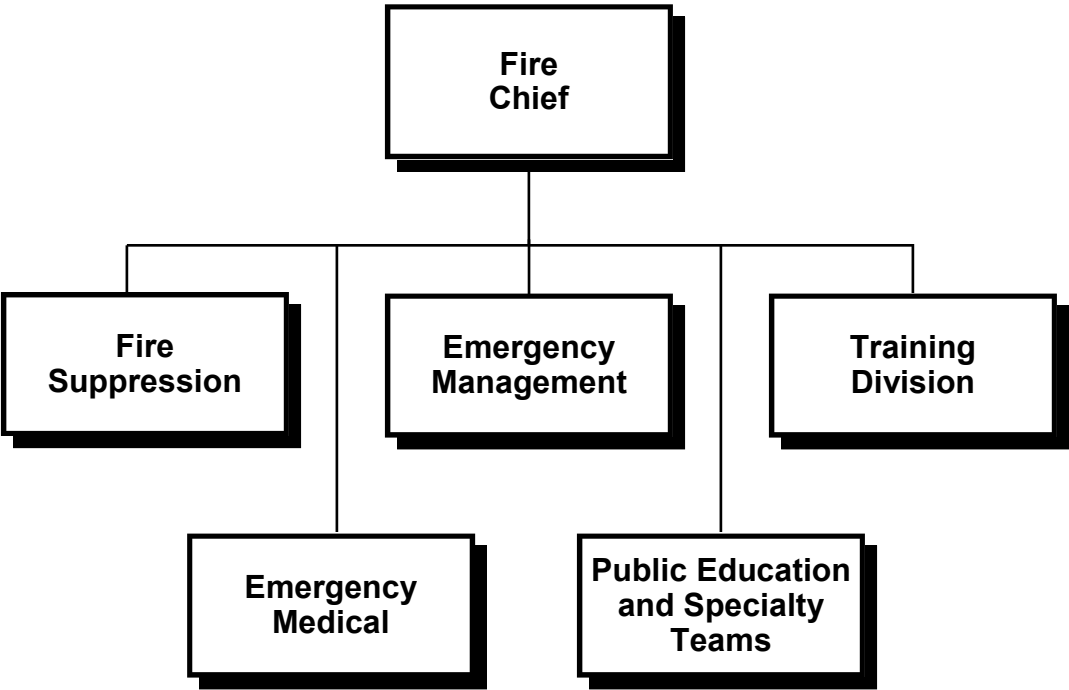 Fire
Chief
Fire
Suppression
Emergency
Management
Training
Division
Emergency
Medical
Public Education
and Specialty
Teams